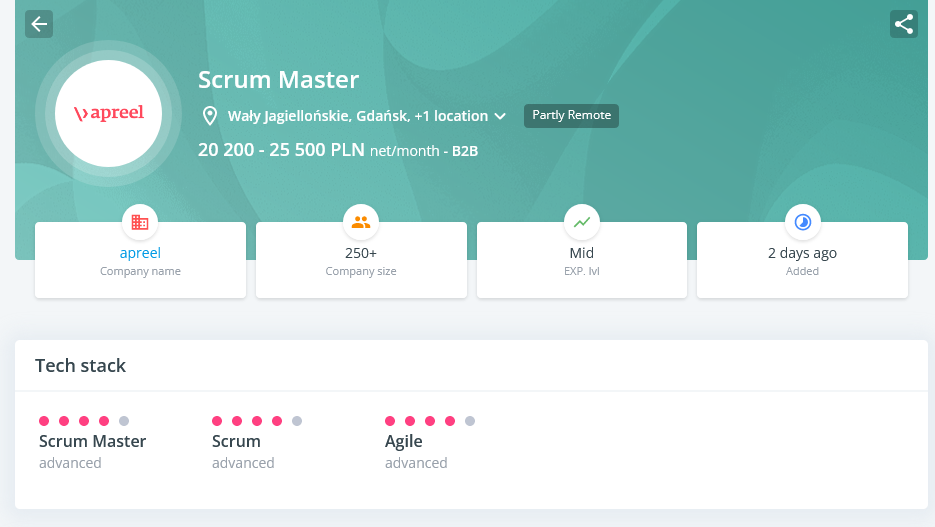 apreel
Scrum Master
Wały Jagiellońskie, Gdańsk, +1 location
Partly Remote
20 200 - 25 500 PLN net/month - B2B
apreel
Company name
250+
Company size
Mid
EXP. lvl
2 days ago
Added
Tech stack
Scrum Master
advanced
Scrum
advanced
Agile
advanced